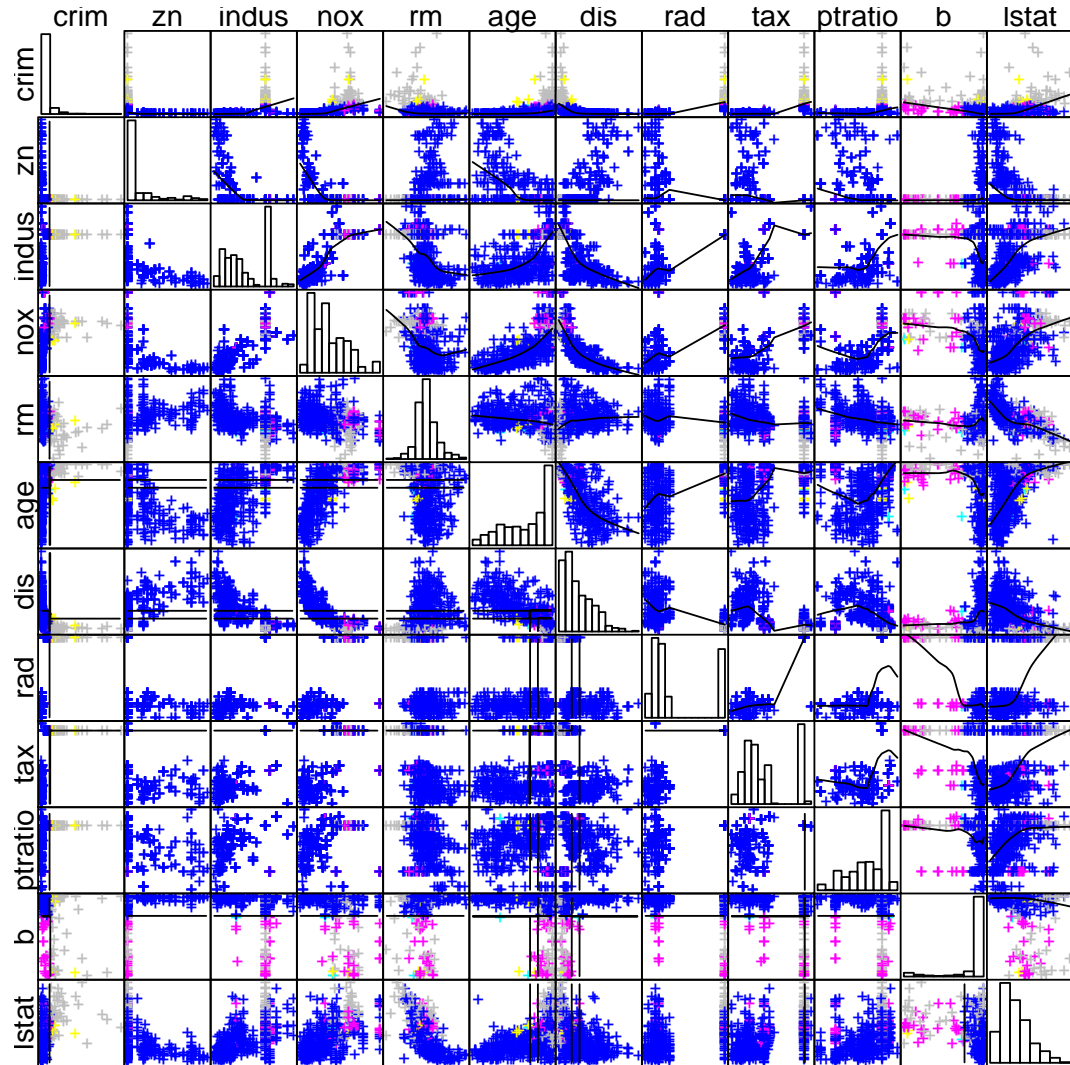 crim zn indus nox rm age dis rad tax ptratio b lstat
crim
zn
indus
nox
rm
age
dis
rad
tax
ptratio
b
lstat